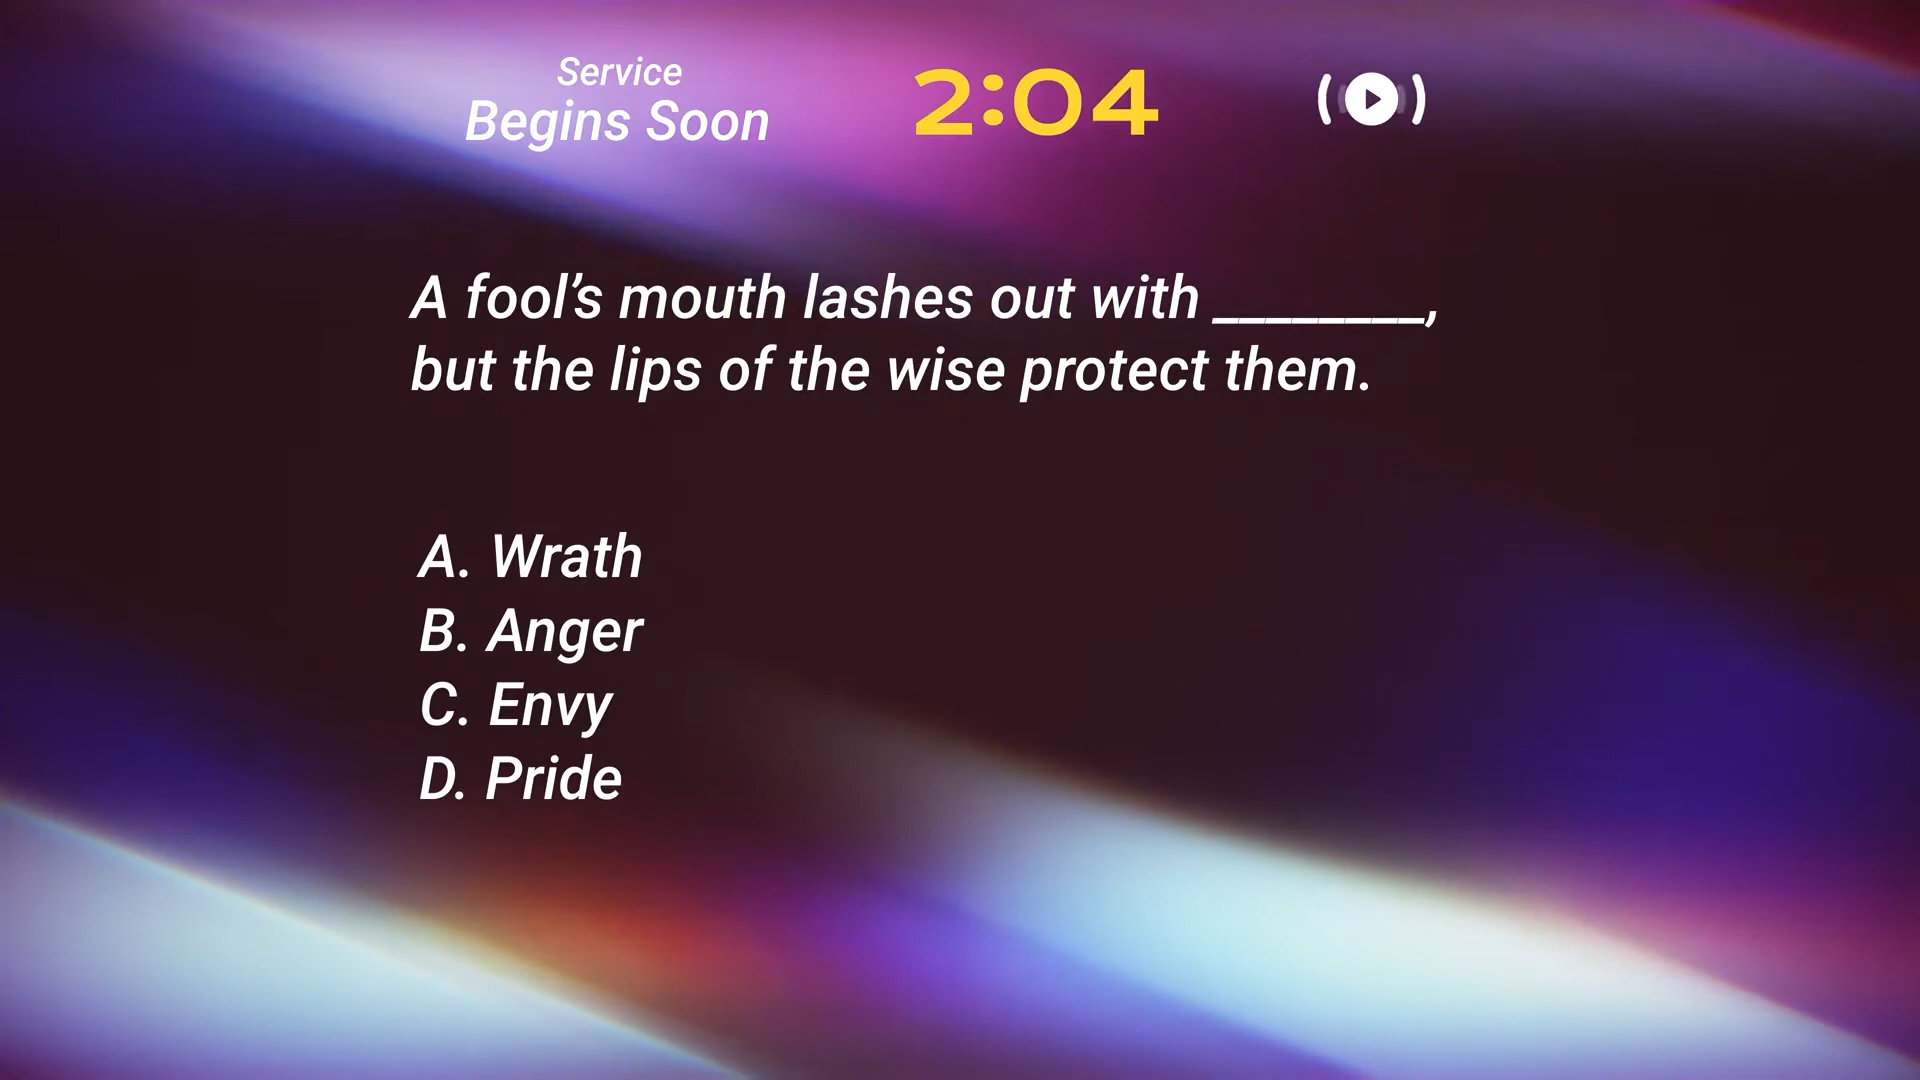 Service
Begins Soon
2:04
A fool’s mouth lashes out with ________,
but the lips of the wise protect them.
A. Wrath
B. Anger
C. Envy
D. Pride